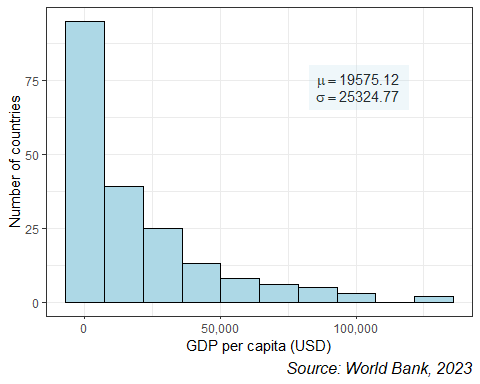 μ = 19575.12
σ = 25324.77
Number of countries
75
50
25
0
0 50,000 100,000
GDP per capita (USD)
Source: World Bank, 2023